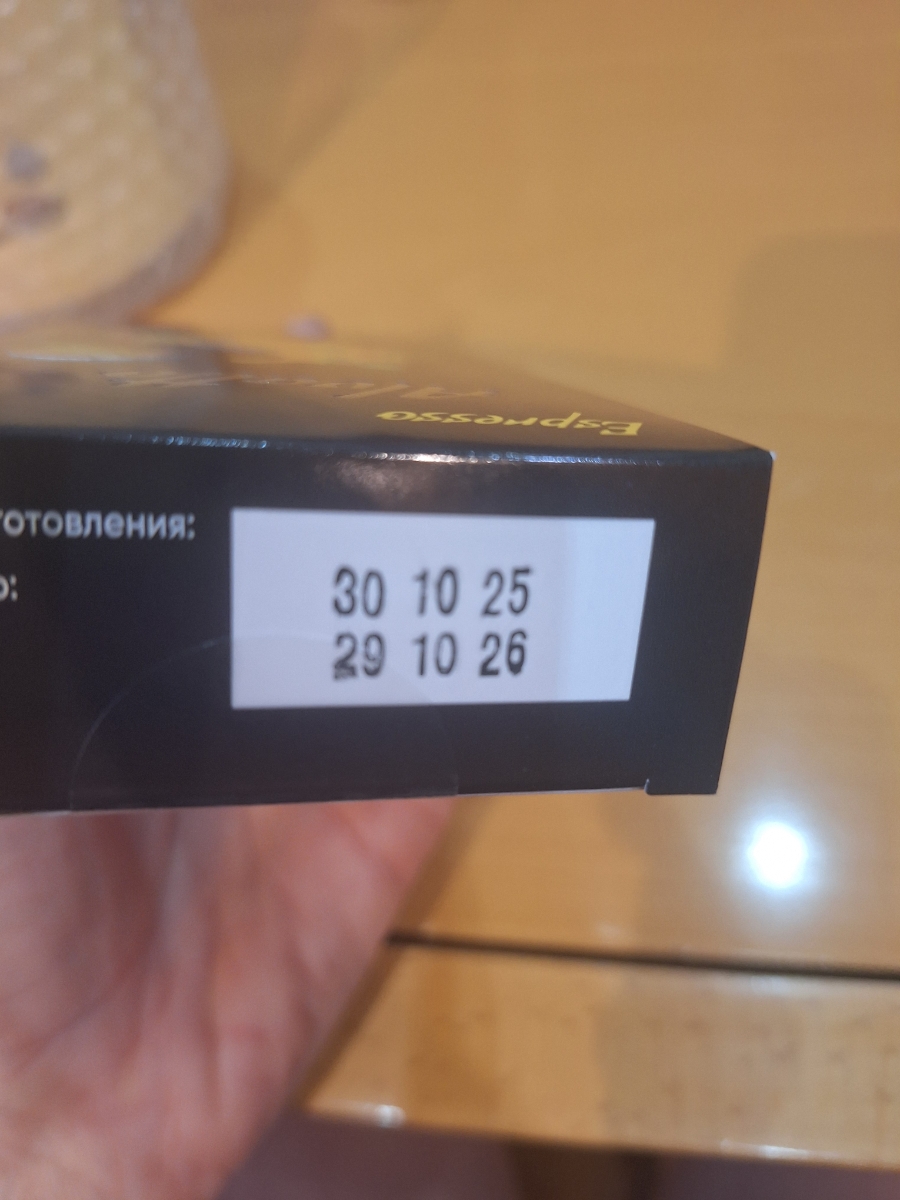 Espresso
готовления:
о:
30 10 25
29 10 26